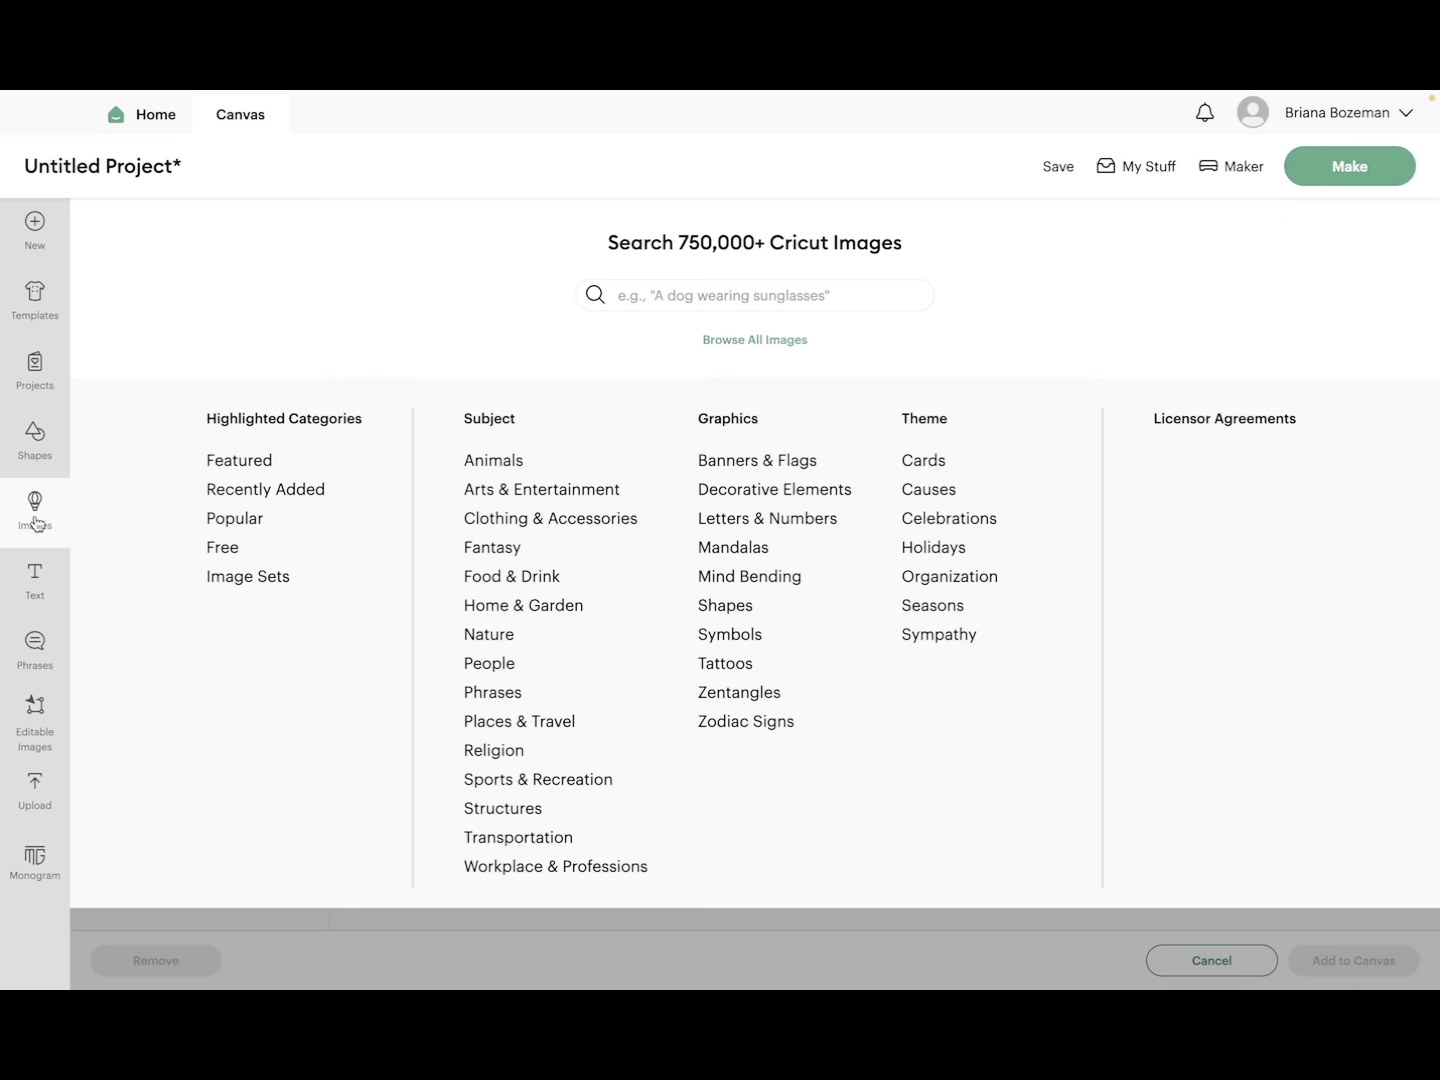 Home
Canvas
Briana Bozeman
Untitled Project*
Save
My Stuff
Maker
Make
New
Templates
Projects
Shapes
Images
Text
Phrases
Editable
Images
Upload
Monogram
Search 750,000+ Cricut Images
e.g., "A dog wearing sunglasses"
Browse All Images
Highlighted Categories
Featured
Recently Added
Popular
Free
Image Sets
Subject
Animals
Arts & Entertainment
Clothing & Accessories
Fantasy
Food & Drink
Home & Garden
Nature
People
Phrases
Places & Travel
Religion
Sports & Recreation
Structures
Transportation
Workplace & Professions
Graphics
Banners & Flags
Decorative Elements
Letters & Numbers
Mandalas
Mind Bending
Shapes
Symbols
Tattoos
Zentangles
Zodiac Signs
Theme
Cards
Causes
Celebrations
Holidays
Organization
Seasons
Sympathy
Licensor Agreements
Remove
Cancel
Add to Canvas